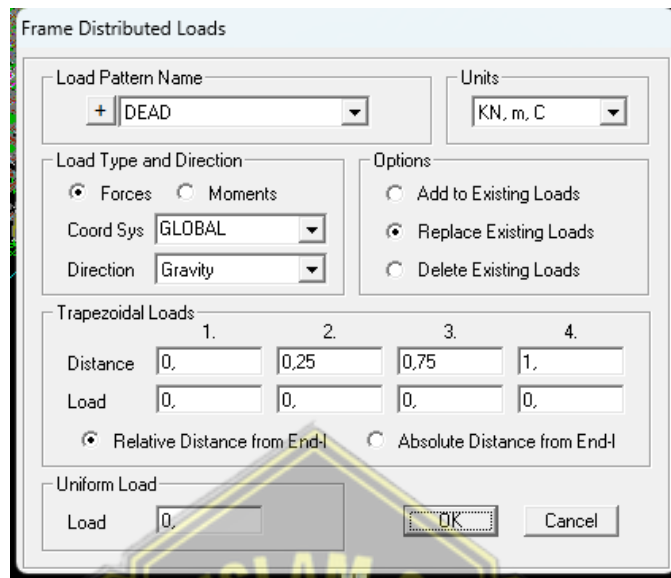 Frame Distributed Loads
Load Pattern Name
+ DEAD
Units
KN, m, C
Load Type and Direction
Forces Moments
Coord Sys GLOBAL
Direction Gravity
Options
Add to Existing Loads
Replace Existing Loads
Delete Existing Loads
Trapezoidal Loads
1. 2. 3. 4.
Distance 0, 0,25 0,75 1,
Load 0, 0, 0, 0,
Relative Distance from End-I Absolute Distance from End-I
Uniform Load
Load 0,
OK Cancel
ISLAM